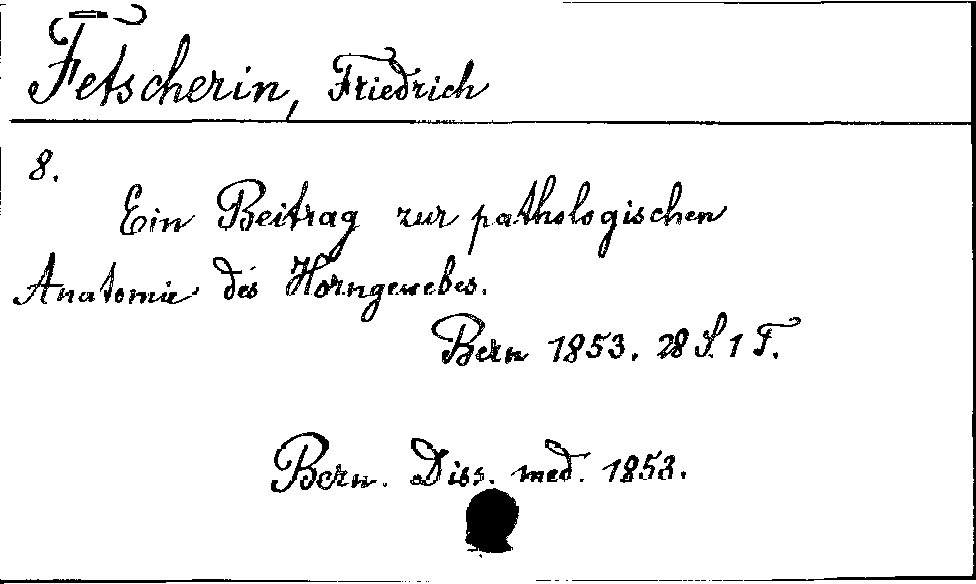 Fetscherin, Friedrich
8.
Ein Beitrag zur pathologischen
Anatomie des Horngewebes.
Bern 1853. 28 S. 1 T.
Bern. Diss. med. 1853.